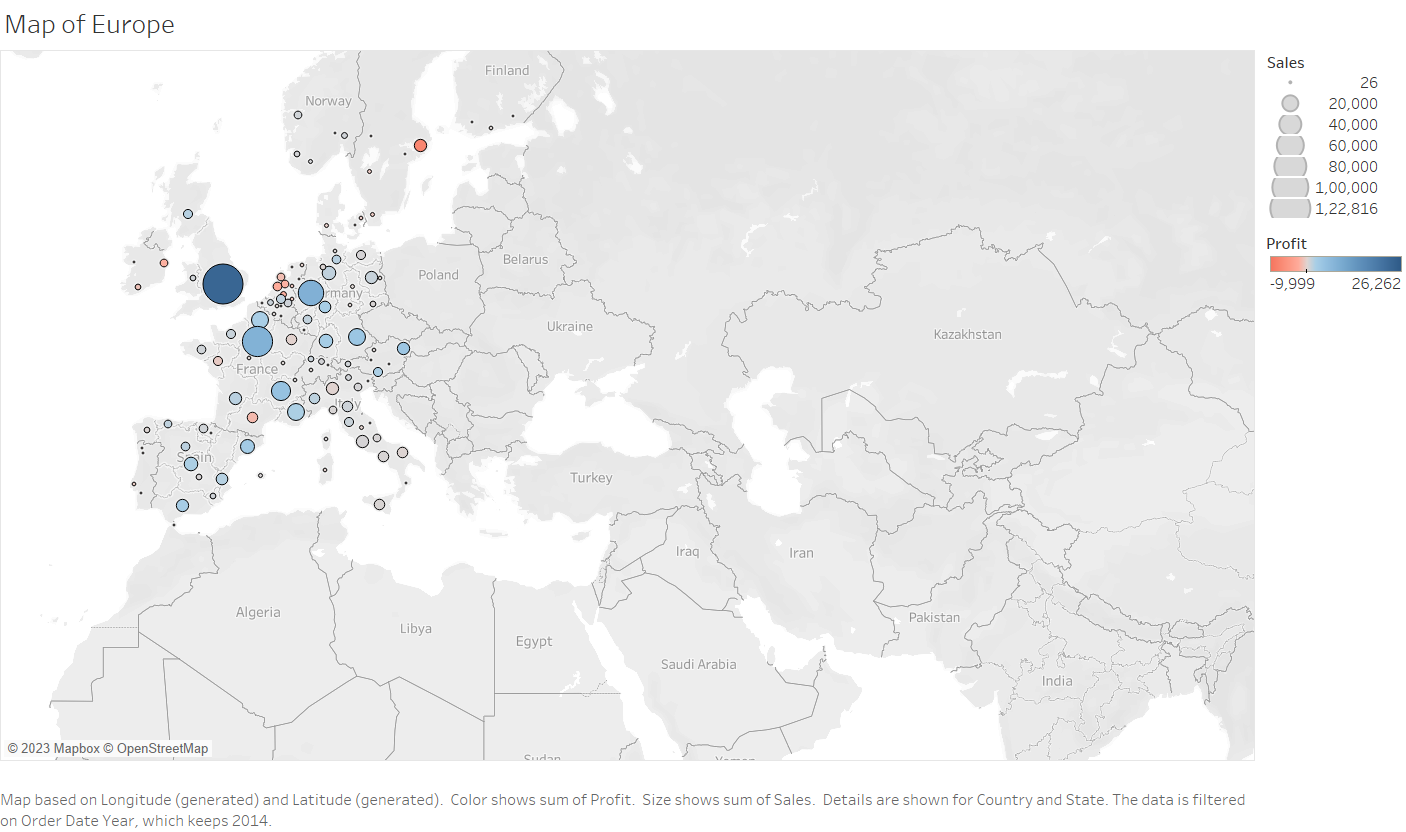 Map of Europe
Finland
Norway
Belarus
Poland
Ukraine
Kazakhstan
France
Turkey
Iraq
Iran
Algeria
Libya
Egypt
Pakistan
Saudi Arabia
India
Sudan
Yemen
© 2023 Mapbox © OpenStreetMap
Sales
26
20,000
40,000
60,000
80,000
1,00,000
1,22,816
Profit
-9,999 26,262
Map based on Longitude (generated) and Latitude (generated). Color shows sum of Profit. Size shows sum of Sales. Details are shown for Country and State. The data is filtered
on Order Date Year, which keeps 2014.